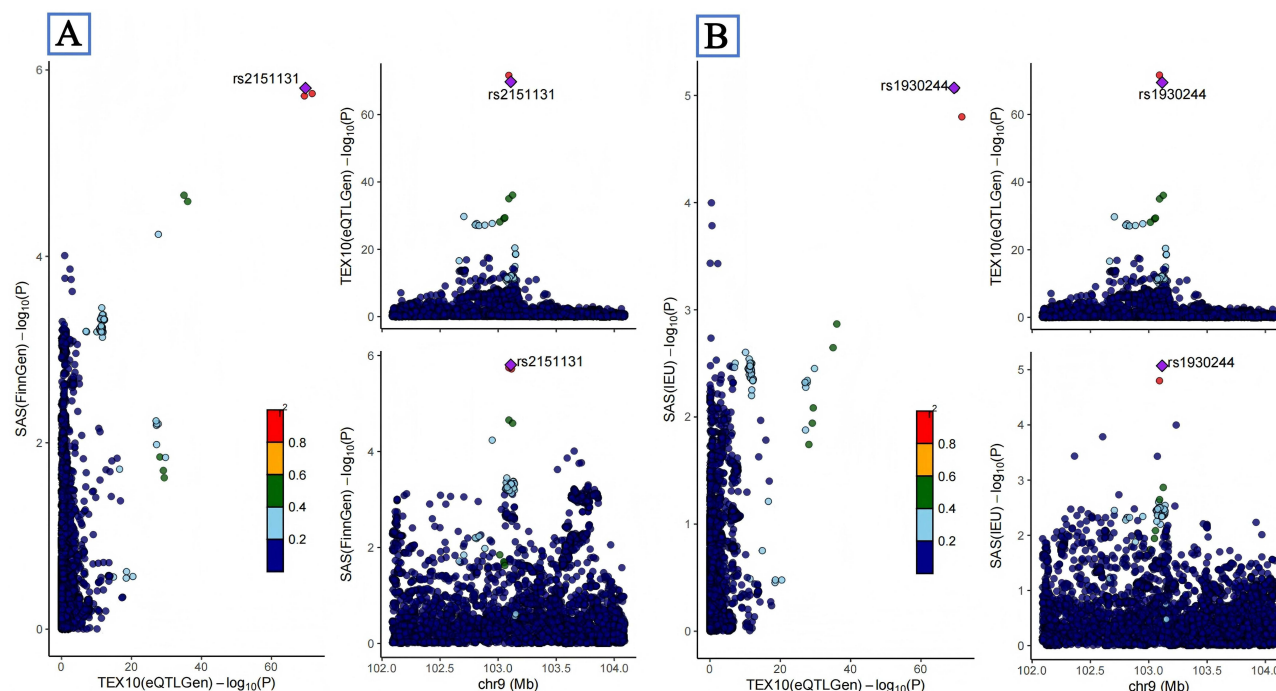 A
SAS(FinnGen) −log10(P)
6
4
2
0
rs2151131
r2
0.8
0.6
0.4
0.2
0
20
40
60
TEX10(eQTLGen) −log10(P)
TEX10(eQTLGen) −log10(P)
60
40
20
0
rs2151131
SAS(FinnGen) −log10(P)
6
4
2
0
rs2151131
102.0
102.5
103.0
103.5
104.0
chr9 (Mb)
B
SAS(IEU) −log10(P)
5
4
3
2
1
0
rs1930244
r2
0.8
0.6
0.4
0.2
0
20
40
60
TEX10(eQTLGen) −log10(P)
TEX10(eQTLGen) −log10(P)
60
40
20
0
rs1930244
SAS(IEU) −log10(P)
5
4
3
2
1
0
rs1930244
102.0
102.5
103.0
103.5
104.0
chr9 (Mb)